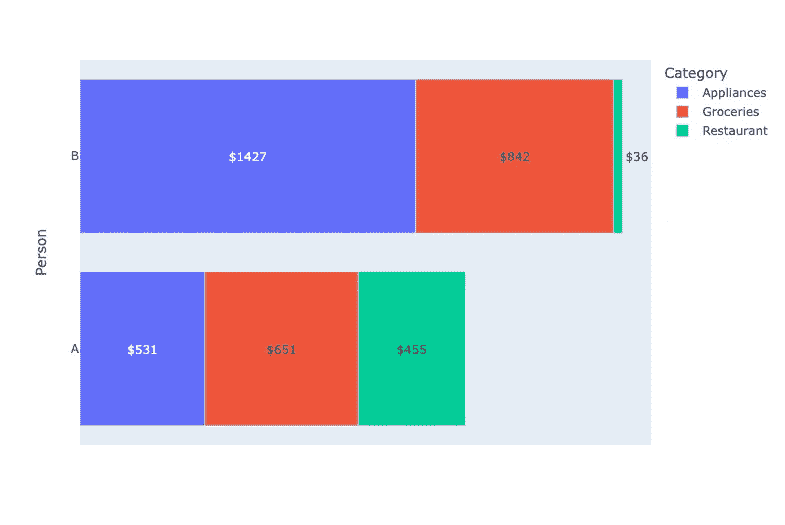 Category
Appliances
Groceries
Restaurant
Person
B
$1427
$842
$36
A
$531
$651
$455